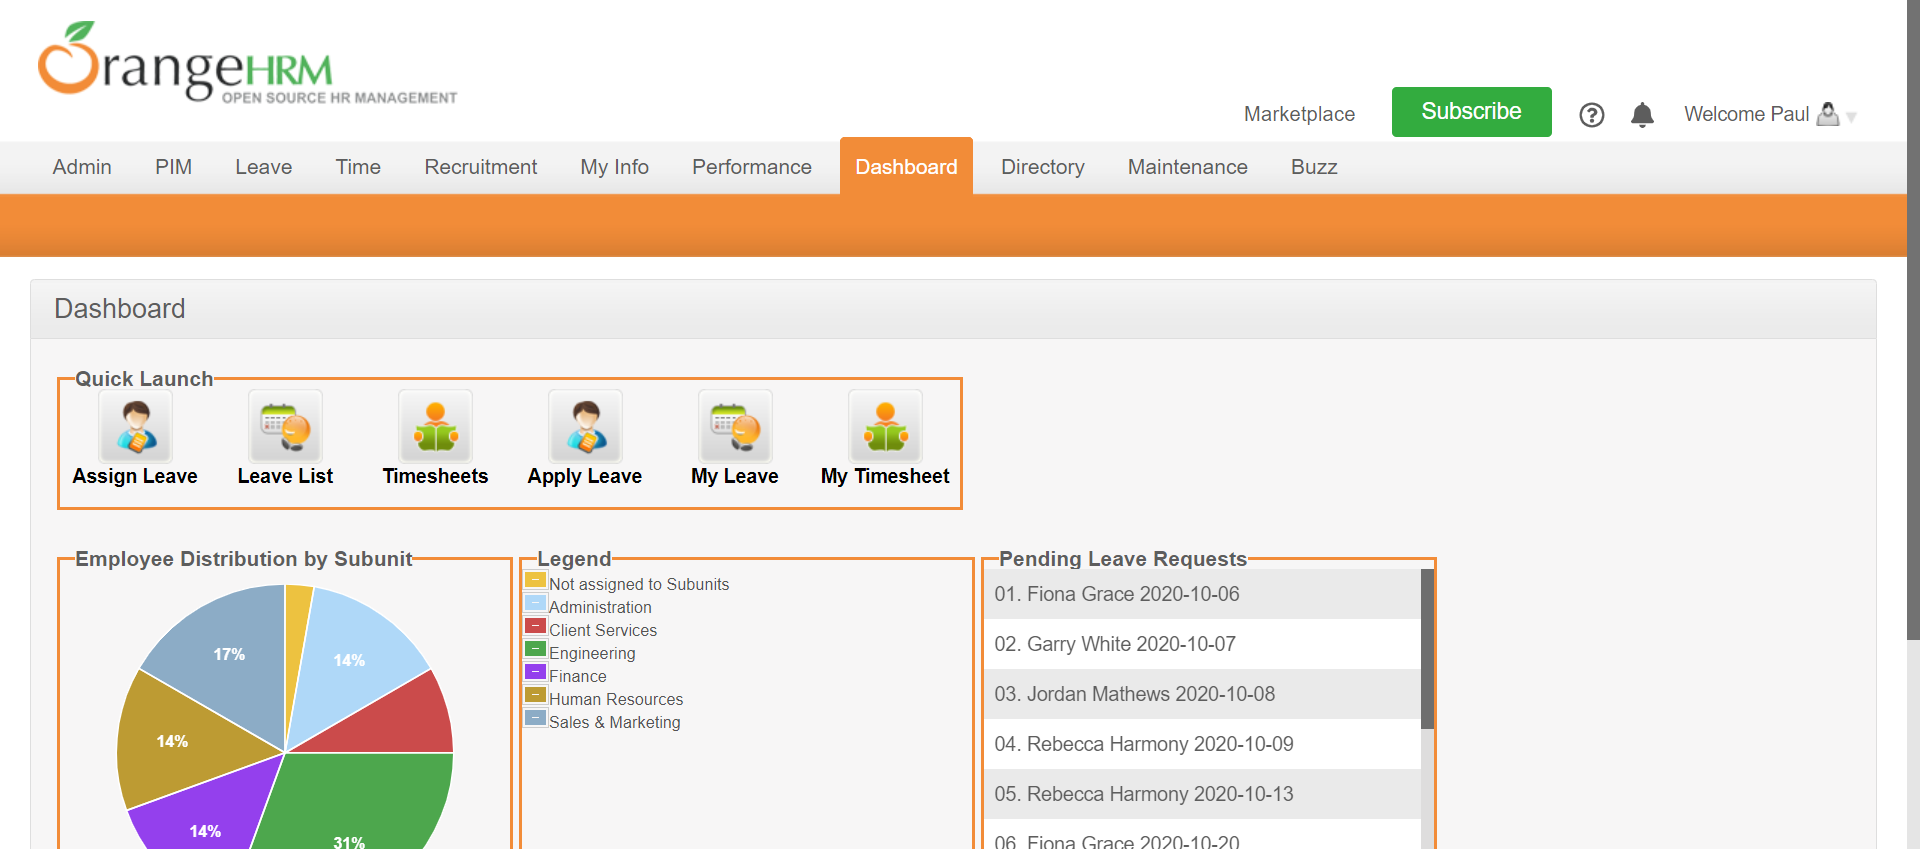 OrangeHRM
OPEN SOURCE HR MANAGEMENT
Marketplace
Subscribe
Welcome Paul
Admin PIM Leave Time Recruitment My Info Performance Dashboard Directory Maintenance Buzz
Dashboard
Quick Launch
Assign Leave Leave List Timesheets Apply Leave My Leave My Timesheet
Employee Distribution by Subunit
17%
14%
14%
14%
31%
Legend
Not assigned to Subunits
Administration
Client Services
Engineering
Finance
Human Resources
Sales & Marketing
Pending Leave Requests
01. Fiona Grace 2020-10-06
02. Garry White 2020-10-07
03. Jordan Mathews 2020-10-08
04. Rebecca Harmony 2020-10-09
05. Rebecca Harmony 2020-10-13
06. Fiona Grace 2020-10-20